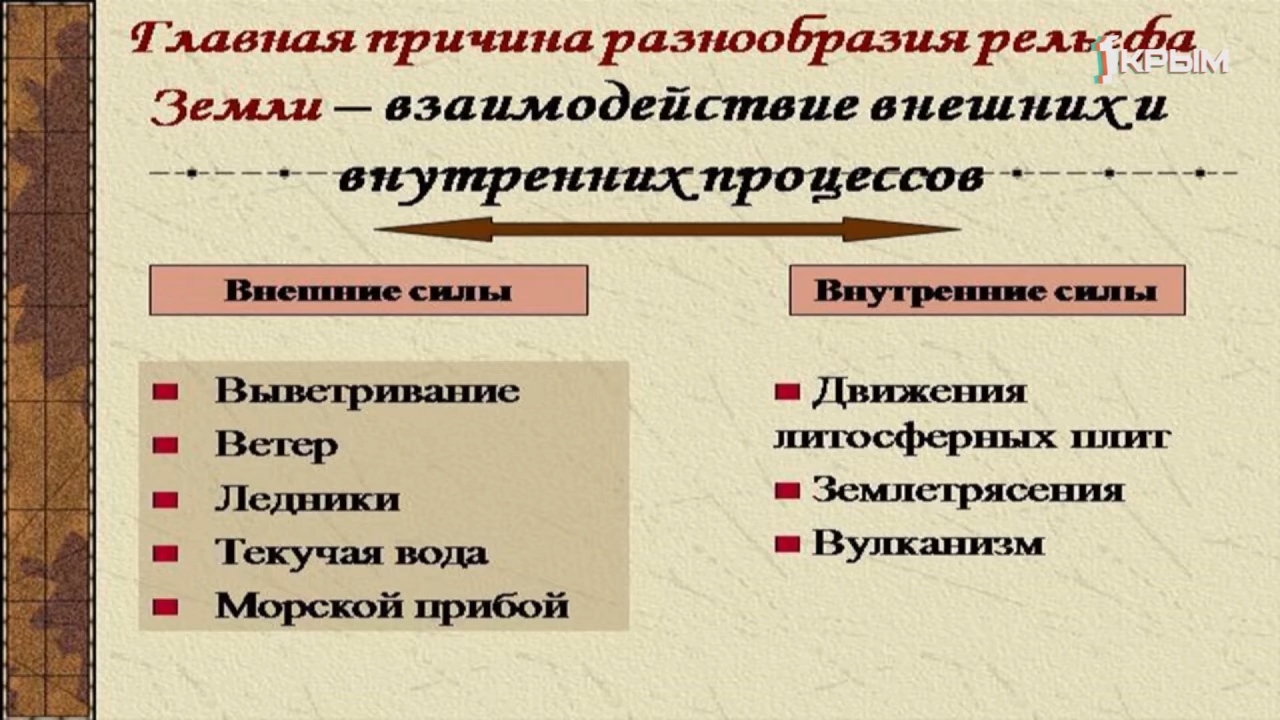 Главная причина разнообразия рельефа
1КРЫМ
Земли – взаимодействие внешних и
внутренних процессов
Внешние силы
Внутренние силы
Выветривание
Ветер
Ледники
Текучая вода
Морской прибой
Движения
литосферных плит
Землетрясения
Вулканизм